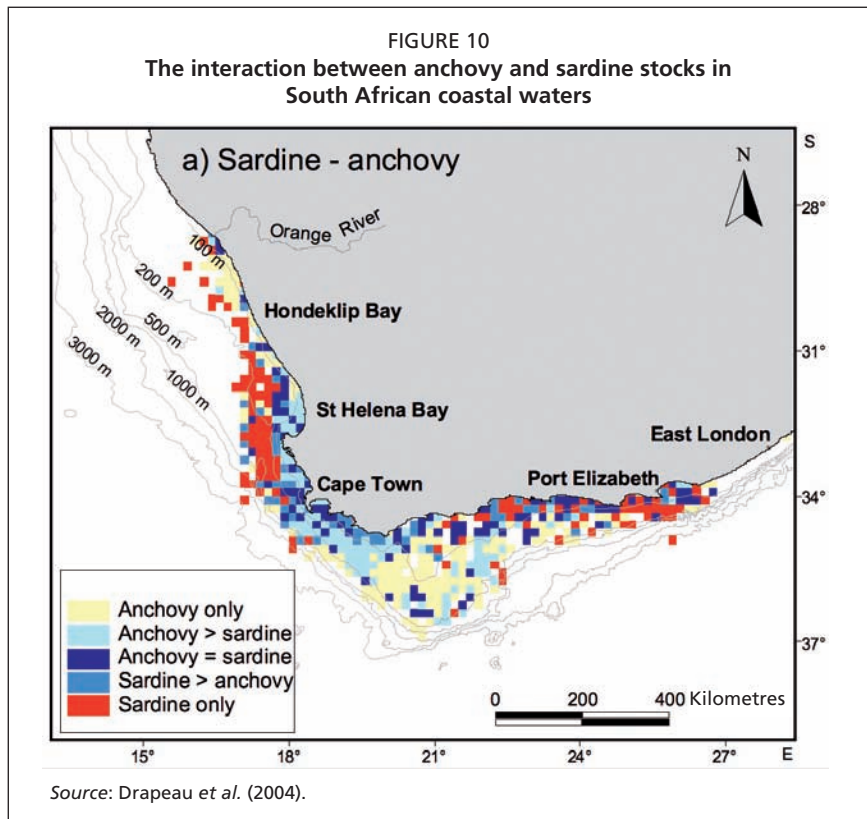 FIGURE 10
The interaction between anchovy and sardine stocks in
South African coastal waters
a) Sardine - anchovy
N
S
28°
Orange River
100 m
200 m
Hondeklip Bay
500 m
2000 m
31°
3000 m
1000 m
St Helena Bay
East London
Cape Town
Port Elizabeth
34°
Anchovy only
Anchovy > sardine
Anchovy = sardine
Sardine > anchovy
Sardine only
37°
0 200 400 Kilometres
15° 18° 21° 24° 27° E
Source: Drapeau et al. (2004).